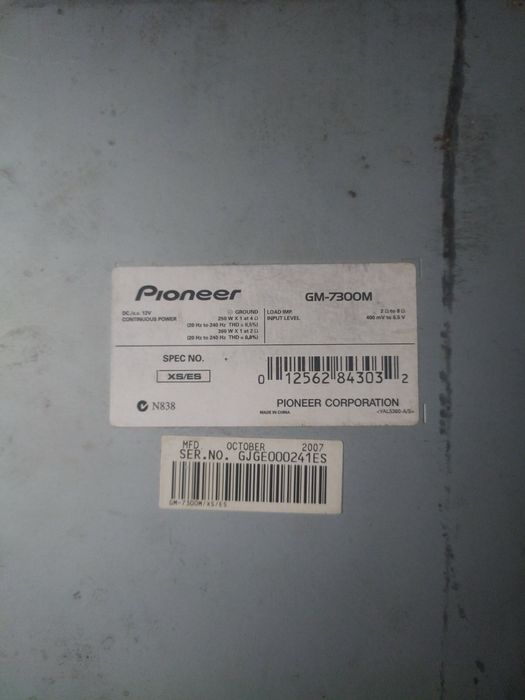 Pioneer GM-7300M
DC/⎓ 12V ⊖ GROUND
CONTINUOUS POWER 250 W X 1 at 4 Ω
(20 Hz to 240 Hz THD = 0,5%)
390 W X 1 at 2 Ω
(20 Hz to 240 Hz THD = 0,8%)
LOAD IMP. 2 Ω to 8 Ω
INPUT LEVEL 400 mV to 6.5 V
SPEC NO.
XS/ES
N838
0 12562 84303 2
PIONEER CORPORATION
MADE IN CHINA <YAL5360-A/S>
MFD OCTOBER 2007
SER.NO. GJGE000241ES
GM-7300M/XS/ES